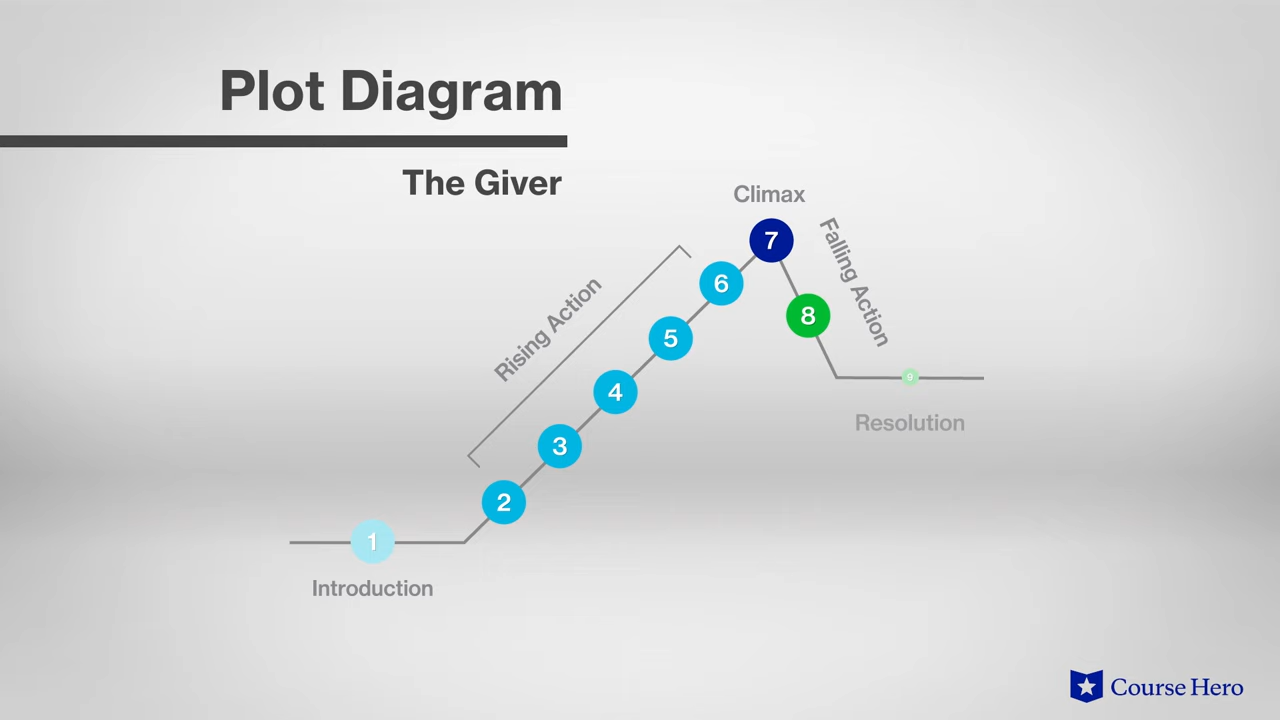 Plot Diagram
The Giver
Climax
7
Falling Action
6
8
Rising Action
5
9
4
Resolution
3
2
1
Introduction
Course Hero